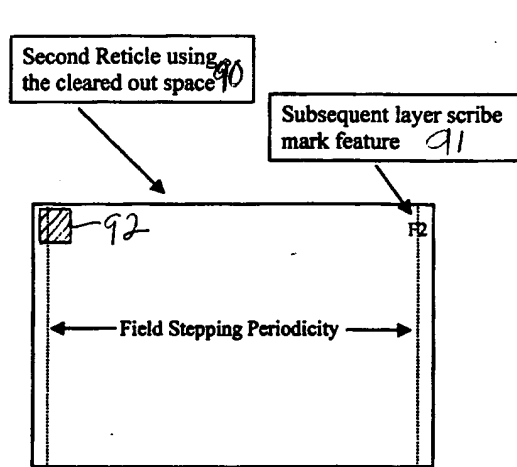 Second Reticle using
the cleared out space 90
Subsequent layer scribe
mark feature 91
92
F2
Field Stepping Periodicity